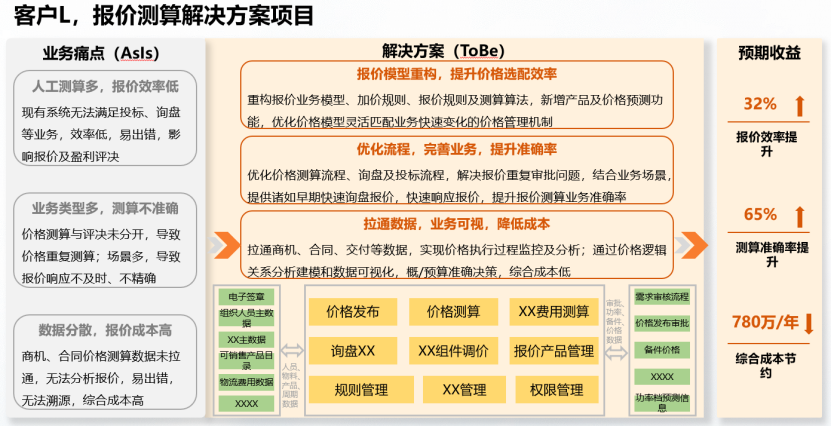 客户L，报价测算解决方案项目
业务痛点（AsIs）
人工测算多，报价效率低
现有系统无法满足投标、询盘
等业务，效率低，易出错，影
响报价及盈利评决
业务类型多，测算不准确
价格测算与评决未分开，导致
价格重复测算；场景多，导致
报价响应不及时、不精确
数据分散，报价成本高
商机、合同价格测算数据未拉
通，无法分析报价，易出错，
无法溯源，综合成本高
解决方案（ToBe）
报价模型重构，提升价格选配效率
重构报价业务模型、加价规则、报价规则及测算算法，新增产品及价格预测功
能，优化价格模型灵活匹配业务快速变化的价格管理机制
优化流程，完善业务，提升准确率
优化价格测算流程、询盘及投标流程，解决报价重复审批问题，结合业务场景，
提供诸如早期快速询盘报价，快速响应报价，提升报价测算业务准确率
拉通数据，业务可视，降低成本
拉通商机、合同、交付等数据，实现价格执行过程监控及分析；通过价格逻辑
关系分析建模和数据可视化，概/预算准确决策，综合成本低
电子签章
组织人员主数
据
XX主数据
可销售产品目
录
物流费用数据
XXXX
人员、
物料、
产品、
周期
数据
价格发布
价格测算
XX费用测算
询盘XX
XX组件调价
报价产品管理
规则管理
XX管理
权限管理
审批、
功率、
备件、
价格
数据
需求审核流程
价格发布审批
备件价格
XXXX
功率档预测信
息
预期收益
32%
报价效率提
升
65%
测算准确率提
升
780万/年
综合成本节
约